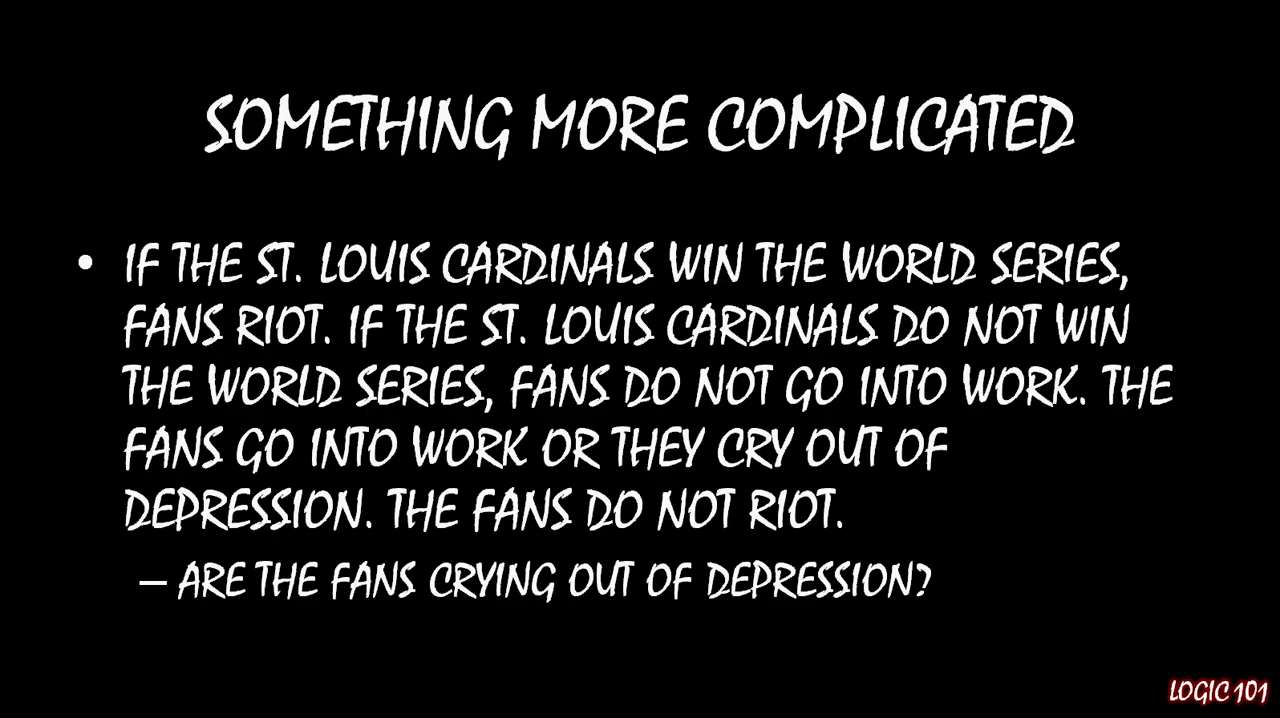 SOMETHING MORE COMPLICATED
• IF THE ST. LOUIS CARDINALS WIN THE WORLD SERIES,
FANS RIOT. IF THE ST. LOUIS CARDINALS DO NOT WIN
THE WORLD SERIES, FANS DO NOT GO INTO WORK. THE
FANS GO INTO WORK OR THEY CRY OUT OF
DEPRESSION. THE FANS DO NOT RIOT.
– ARE THE FANS CRYING OUT OF DEPRESSION?
LOGIC 101